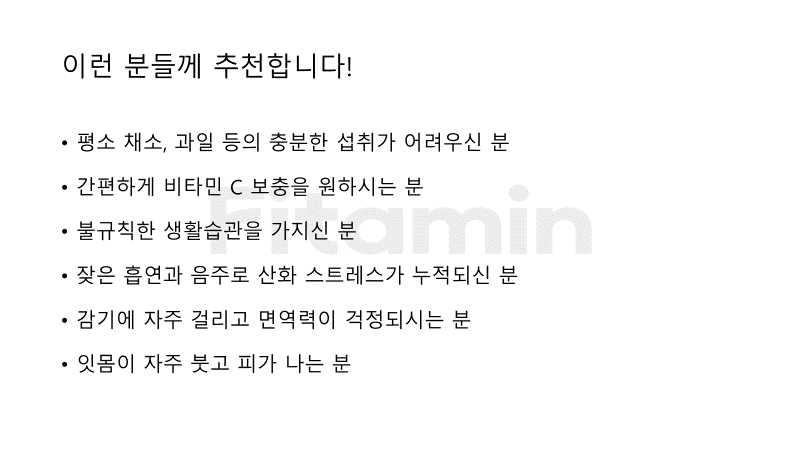 이런 분들께 추천합니다!
• 평소 채소, 과일 등의 충분한 섭취가 어려우신 분
• 간편하게 비타민 C 보충을 원하시는 분
Fitamin
• 불규칙한 생활습관을 가지신 분
• 잦은 흡연과 음주로 산화 스트레스가 누적되신 분
• 감기에 자주 걸리고 면역력이 걱정되시는 분
• 잇몸이 자주 붓고 피가 나는 분